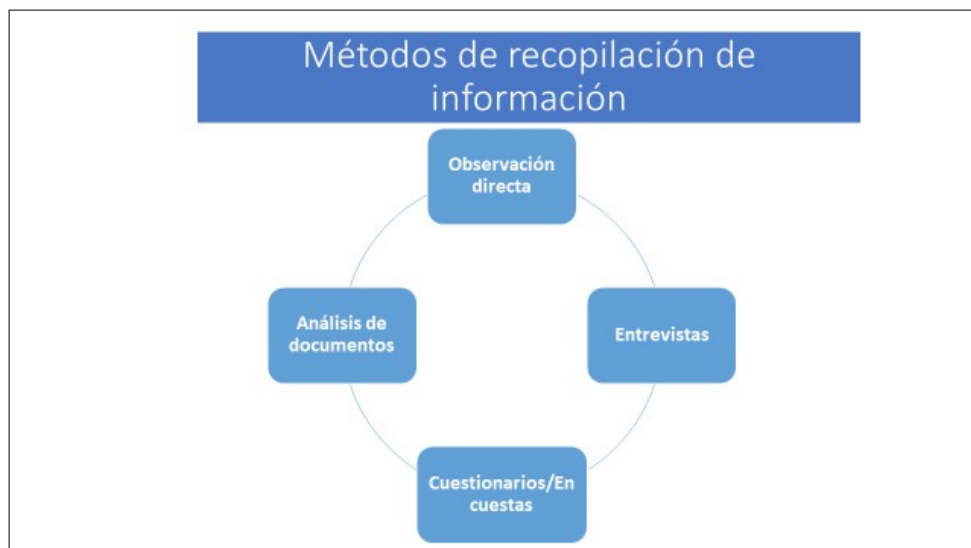 Métodos de recopilación de
información
Observación
directa
Análisis de
documentos
Entrevistas
Cuestionarios/En
cuestas